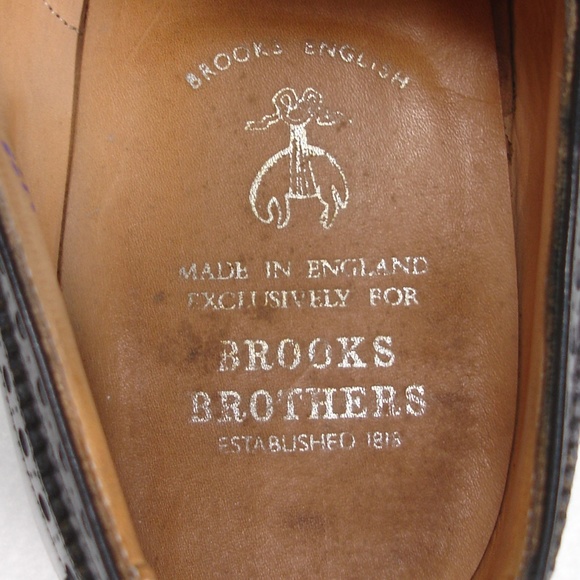 BROOKS ENGLISH
MADE IN ENGLAND
EXCLUSIVELY FOR
BROOKS
BROTHERS
ESTABLISHED 1818